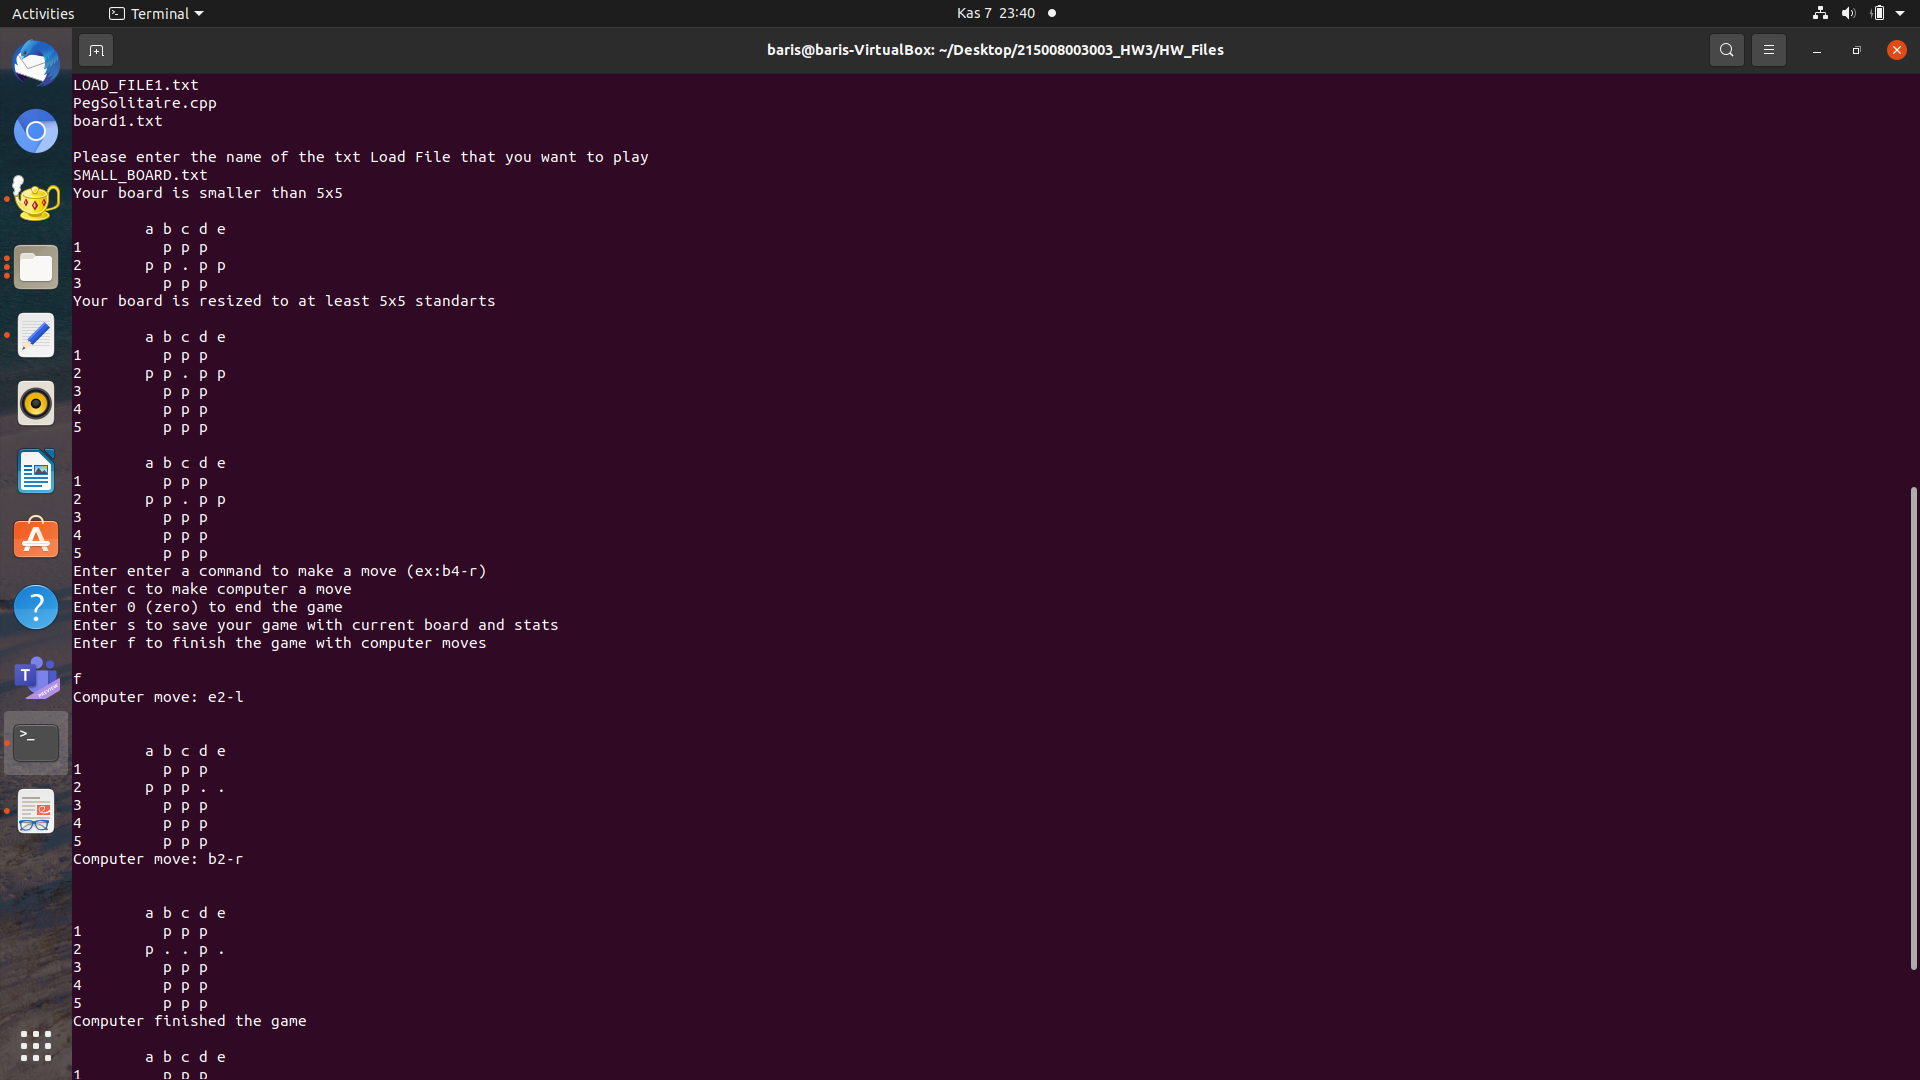 Activities Terminal Kas 7 23:40
baris@baris-VirtualBox: ~/Desktop/215008003003_HW3/HW_Files
LOAD_FILE1.txt
PegSolitaire.cpp
board1.txt
Please enter the name of the txt Load File that you want to play
SMALL_BOARD.txt
Your board is smaller than 5x5
a b c d e
1 p p p
2 p p . p p
3 p p p
Your board is resized to at least 5x5 standarts
a b c d e
1 p p p
2 p p . p p
3 p p p
4 p p p
5 p p p
a b c d e
1 p p p
2 p p . p p
3 p p p
4 p p p
5 p p p
Enter enter a command to make a move (ex:b4-r)
Enter c to make computer a move
Enter 0 (zero) to end the game
Enter s to save your game with current board and stats
Enter f to finish the game with computer moves
f
Computer move: e2-l
a b c d e
1 p p p
2 p p p . .
3 p p p
4 p p p
5 p p p
Computer move: b2-r
a b c d e
1 p p p
2 p . . p .
3 p p p
4 p p p
5 p p p
Computer finished the game
a b c d e
1 p p p